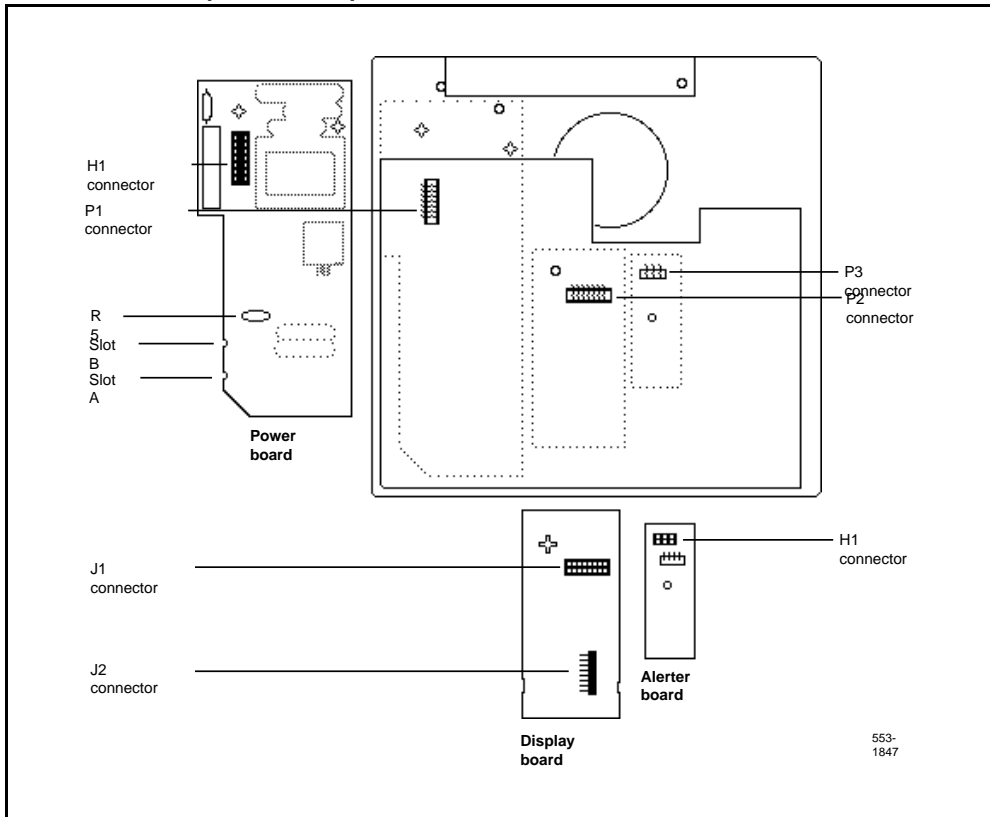 H1
connector
P1
connector
R
5
Slot
B
Slot
A
Power
board
P3
connector
P2
connector
J1
connector
J2
connector
H1
connector
Alerter
board
Display
board
553-
1847